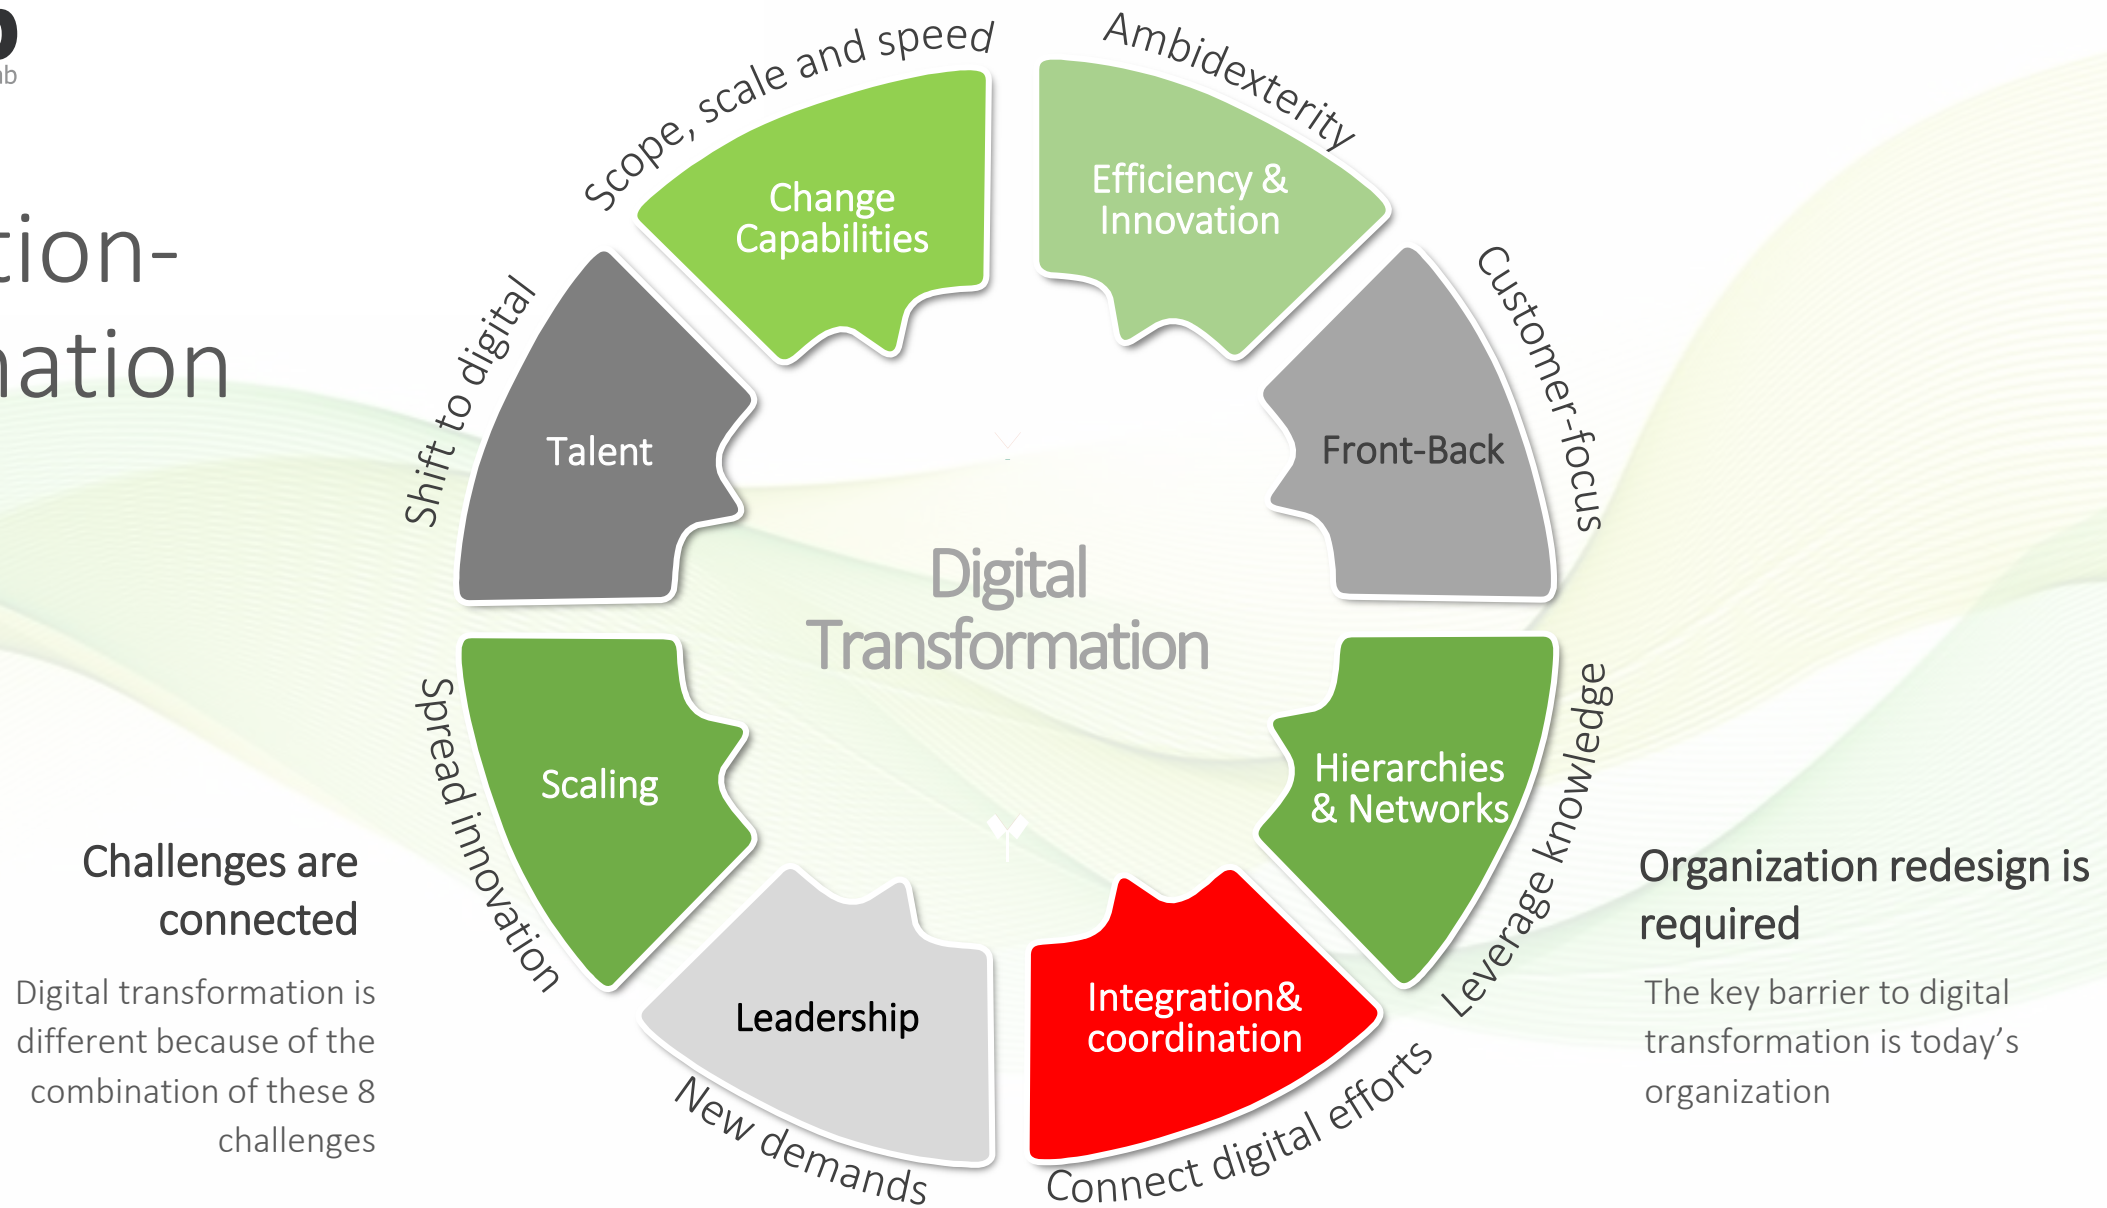 Scope, scale and speed
Ambidexterity
Change
Capabilities
Efficiency &
Innovation
Shift to digital
Customer-focus
Talent
Front-Back
Digital
Transformation
Spread innovation
Leverage knowledge
Scaling
Hierarchies
& Networks
Leadership
Integration&
coordination
New demands
Connect digital efforts
Challenges are
connected
Digital transformation is
different because of the
combination of these 8
challenges
Organization redesign is
required
The key barrier to digital
transformation is today’s
organization